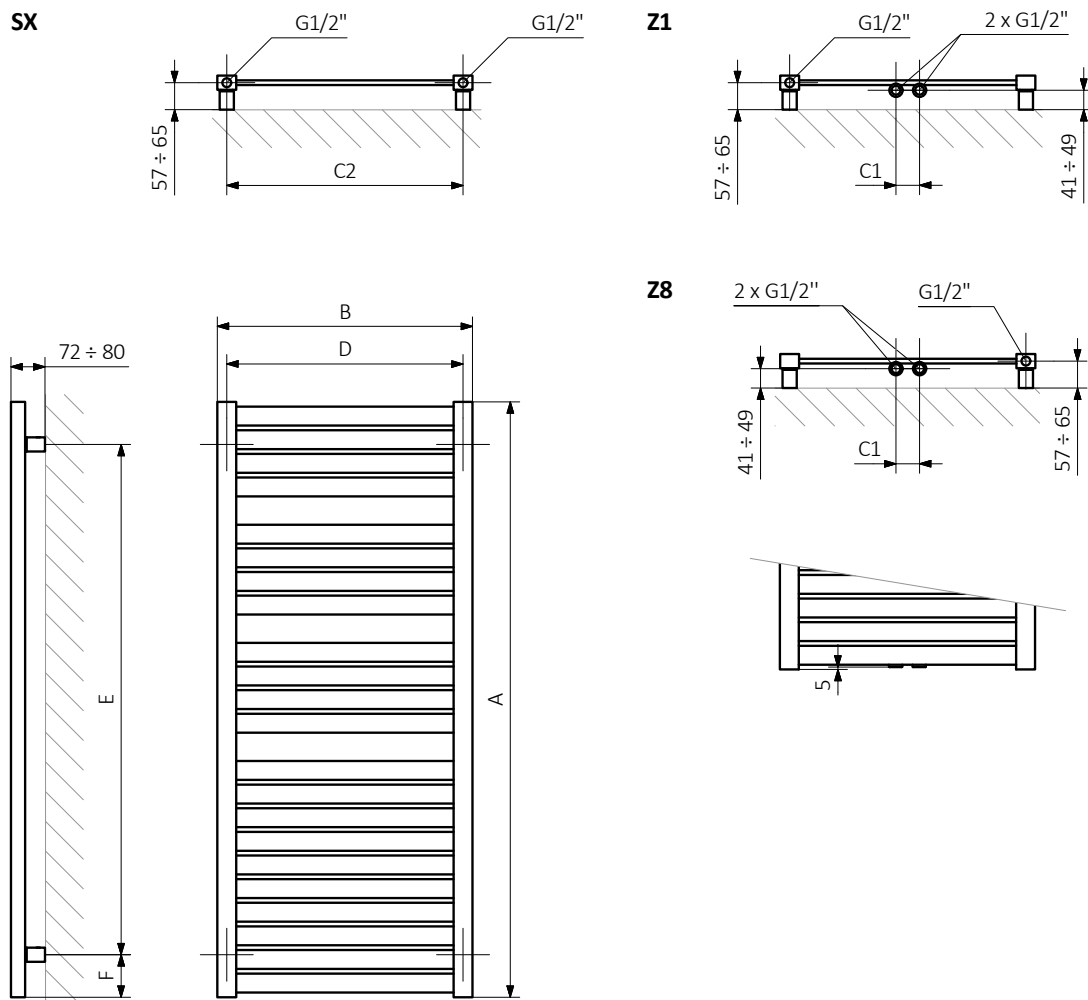 SX
G1/2"
G1/2"
57 ÷ 65
C2
Z1
G1/2"
2 x G1/2"
57 ÷ 65
C1
41 ÷ 49
Z8
2 x G1/2"
G1/2"
41 ÷ 49
C1
57 ÷ 65
B
D
72 ÷ 80
E
A
F
5